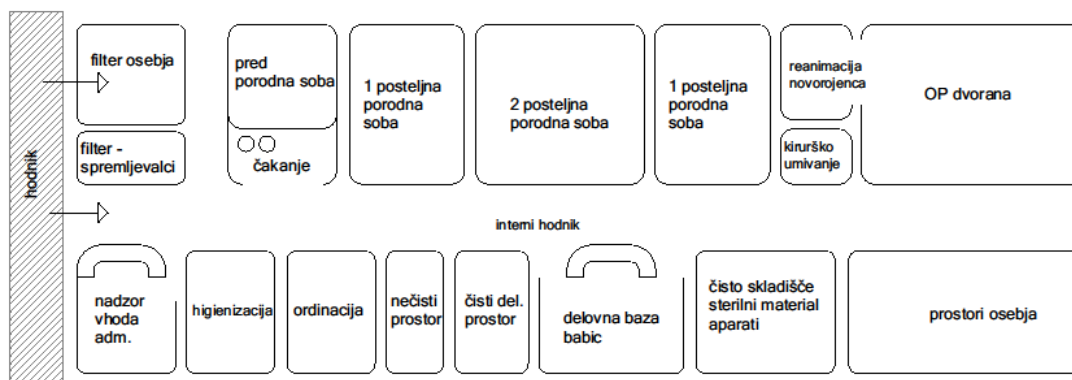 hodnik
filter osebja
filter -
spremljevalci
pred
porodna soba
čakanje
1 posteljna
porodna
soba
2 posteljna
porodna soba
1 posteljna
porodna
soba
reanimacija
novorojenca
kirurško
umivanje
OP dvorana
interni hodnik
nadzor
vhoda
adm.
higienizacija
ordinacija
nečisti
prostor
čisti del.
prostor
delovna baza
babic
čisto skladišče
sterilni material
aparati
prostori osebja